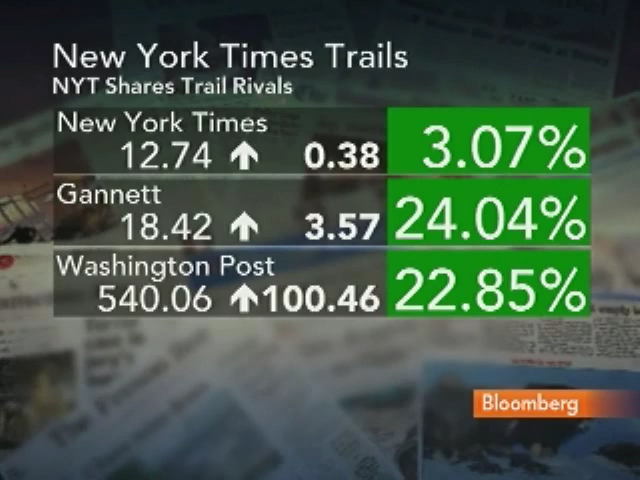 New York Times Trails
NYT Shares Trail Rivals
New York Times
12.74 ↑ 0.38 3.07%
Gannett
18.42 ↑ 3.57 24.04%
Washington Post
540.06 ↑ 100.46 22.85%
Bloomberg